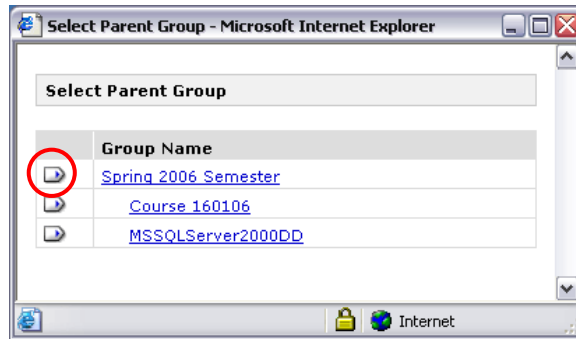 Select Parent Group - Microsoft Internet Explorer
Select Parent Group
Group Name
Spring 2006 Semester
Course 160106
MSSQLServer2000DD
Internet